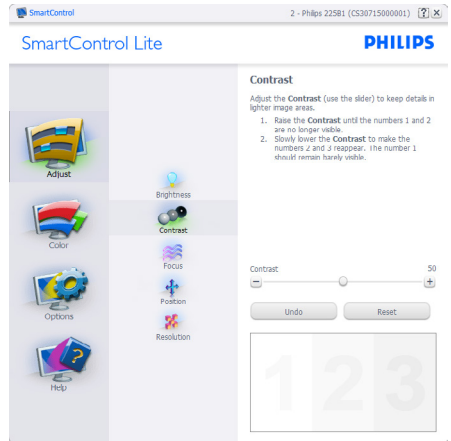 SmartControl
2 - Philips 225B1 (CS30715000001)
? X
SmartControl Lite
PHILIPS
Adjust
Color
Options
Help
Brightness
Contrast
Focus
Position
Resolution
Contrast
Adjust the Contrast (use the slider) to keep details in
lighter image areas.
1. Raise the Contrast until the numbers 1 and 2
are no longer visible.
2. Slowly lower the Contrast to make the
numbers 2 and 3 reappear. The number 1
should remain barely visible.
Contrast 50
Undo Reset
1 2 3